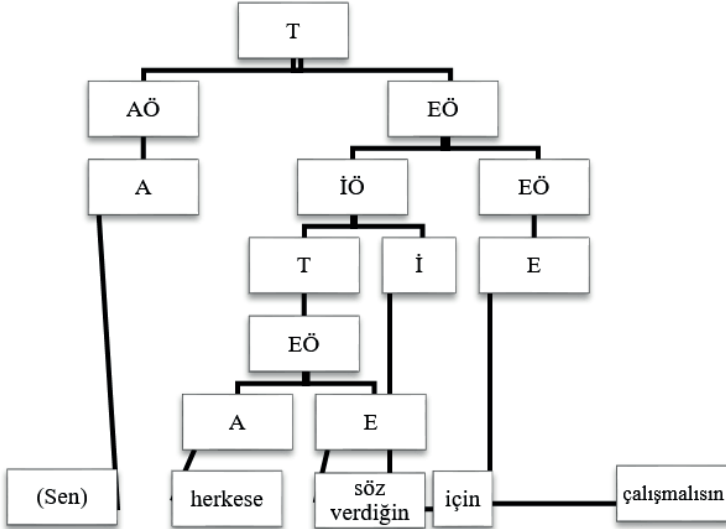 T
AÖ
EÖ
A
İÖ
EÖ
T
İ
E
EÖ
A
E
(Sen)
herkese
söz
verdiğin
için
çalışmalısın